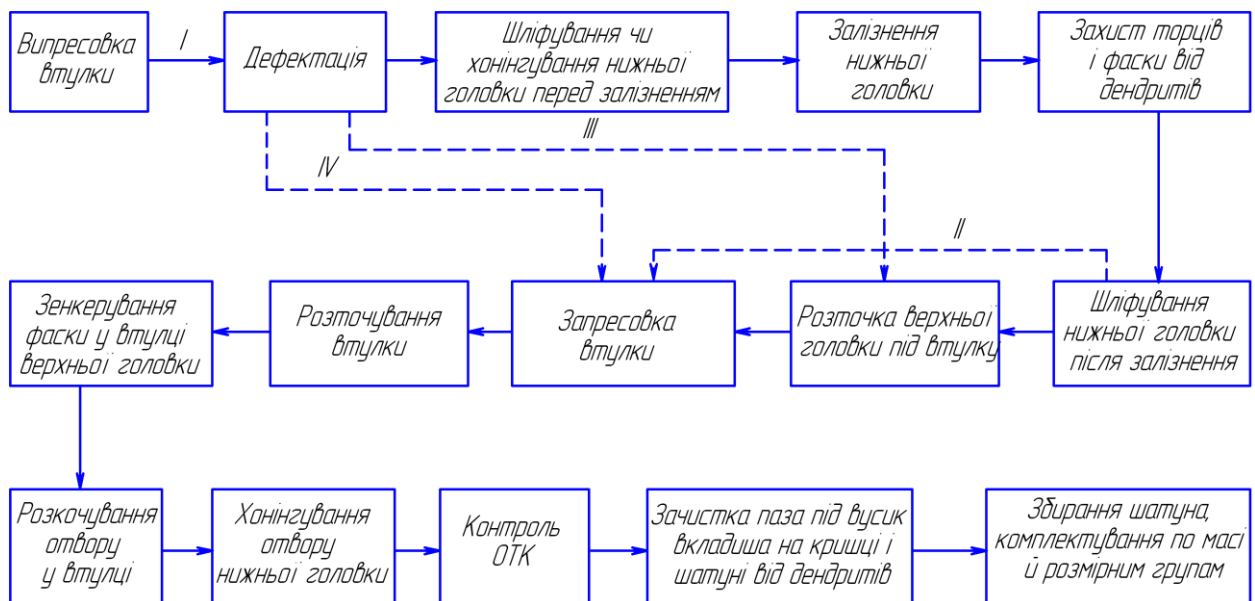 Випресовка
втулки
I
Дефектація
Шліфування чи
хонінгування нижньої
головки перед залізненням
Залізнення
нижньої
головки
Захист торців
і фаски від
дендритів
III
IV
II
Зенкерування
фаски у втулці
верхньої головки
Розточування
втулки
Запресовка
втулки
Розточка верхньої
головки під втулку
Шліфування
нижньої головки
після залізнення
Розкочування
отвору
у втулці
Хонінгування
отвору
нижньої головки
Контроль
ОТК
Зачистка паза під вусик
вкладиша на кришці і
шатуні від дендритів
Збирання шатуна,
комплектування по масі
й розмірним групам